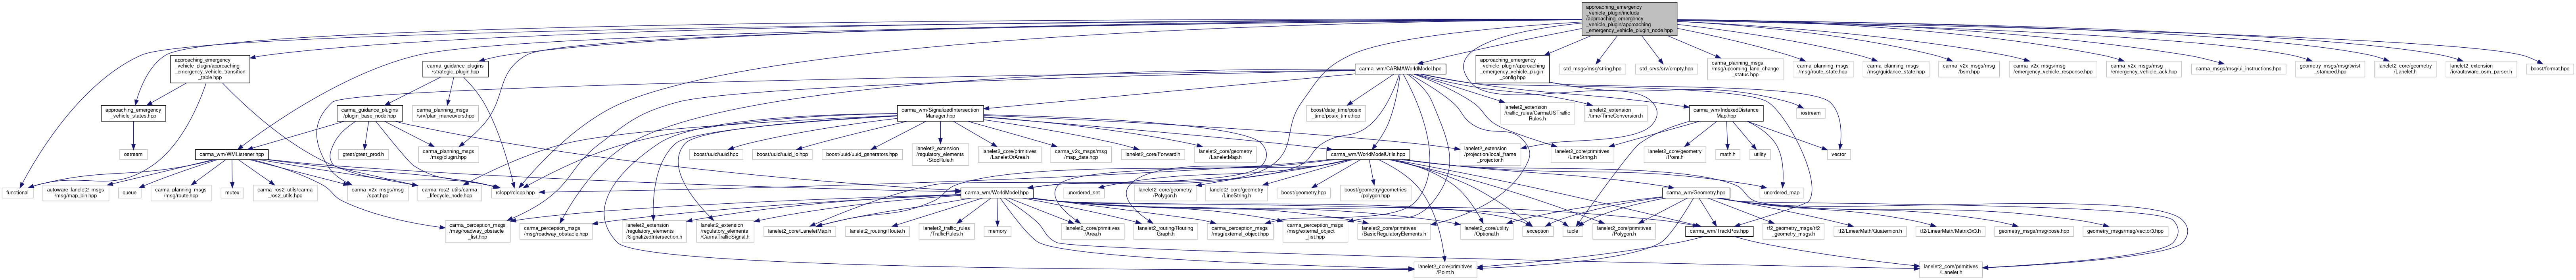 approaching_emergency
_vehicle_plugin/include
/approaching_emergency
_vehicle_plugin/approaching
_emergency_vehicle_plugin_node.hpp
approaching_emergency
_vehicle_plugin/approaching
_emergency_vehicle_transition
_table.hpp
carma_guidance_plugins
/strategic_plugin.hpp
carma_wm/CARMAWorldModel.hpp
approaching_emergency
_vehicle_plugin/approaching
_emergency_vehicle_plugin
_config.hpp
std_msgs/msg/string.hpp
std_srvs/srv/empty.hpp
carma_planning_msgs
/msg/upcoming_lane_change
_status.hpp
carma_planning_msgs
/msg/route_state.hpp
carma_planning_msgs
/msg/guidance_state.hpp
carma_v2x_msgs/msg
/bsm.hpp
carma_v2x_msgs/msg
/emergency_vehicle_response.hpp
carma_v2x_msgs/msg
/emergency_vehicle_ack.hpp
carma_msgs/msg/ui_instructions.hpp
geometry_msgs/msg/twist
_stamped.hpp
lanelet2_core/geometry
/Lanelet.h
lanelet2_extension
/io/autoware_osm_parser.h
boost/format.hpp
approaching_emergency
_vehicle_states.hpp
carma_guidance_plugins
/plugin_base_node.hpp
carma_planning_msgs
/srv/plan_maneuvers.hpp
carma_wm/SignalizedIntersection
Manager.hpp
boost/date_time/posix
_time/posix_time.hpp
lanelet2_extension
/traffic_rules/CarmaUSTraffic
Rules.h
lanelet2_extension
/time/TimeConversion.h
carma_wm/IndexedDistance
Map.hpp
iostream
ostream
carma_wm/WMListener.hpp
gtest/gtest_prod.h
carma_planning_msgs
/msg/plugin.hpp
boost/uuid/uuid.hpp
boost/uuid/uuid_io.hpp
boost/uuid/uuid_generators.hpp
lanelet2_extension
/regulatory_elements
/StopRule.h
lanelet2_core/primitives
/LaneletOrArea.h
carma_v2x_msgs/msg
/map_data.hpp
lanelet2_core/Forward.h
lanelet2_core/geometry
/LaneletMap.h
carma_wm/WorldModelUtils.hpp
lanelet2_extension
/projection/local_frame
_projector.h
lanelet2_core/primitives
/LineString.h
lanelet2_core/geometry
/Point.h
math.h
utility
vector
functional
autoware_lanelet2_msgs
/msg/map_bin.hpp
queue
carma_planning_msgs
/msg/route.hpp
mutex
carma_ros2_utils/carma
_ros2_utils.hpp
carma_v2x_msgs/msg
/spat.hpp
carma_ros2_utils/carma
_lifecycle_node.hpp
rclcpp/rclcpp.hpp
carma_wm/WorldModel.hpp
unordered_set
lanelet2_core/geometry
/Polygon.h
lanelet2_core/geometry
/LineString.h
boost/geometry.hpp
boost/geometry/geometries
/polygon.hpp
carma_wm/Geometry.hpp
unordered_map
carma_perception_msgs
/msg/roadway_obstacle
_list.hpp
carma_perception_msgs
/msg/roadway_obstacle.hpp
lanelet2_extension
/regulatory_elements
/SignalizedIntersection.h
lanelet2_extension
/regulatory_elements
/CarmaTrafficSignal.h
lanelet2_core/LaneletMap.h
lanelet2_routing/Route.h
lanelet2_traffic_rules
/TrafficRules.h
memory
lanelet2_core/primitives
/Area.h
lanelet2_routing/Routing
Graph.h
carma_perception_msgs
/msg/external_object.hpp
carma_perception_msgs
/msg/external_object
_list.hpp
lanelet2_core/primitives
/BasicRegulatoryElements.h
lanelet2_core/utility
/Optional.h
exception
tuple
lanelet2_core/primitives
/Polygon.h
carma_wm/TrackPos.hpp
tf2_geometry_msgs/tf2
_geometry_msgs.h
tf2/LinearMath/Quaternion.h
tf2/LinearMath/Matrix3x3.h
geometry_msgs/msg/pose.hpp
geometry_msgs/msg/vector3.hpp
lanelet2_core/primitives
/Point.h
lanelet2_core/primitives
/Lanelet.h